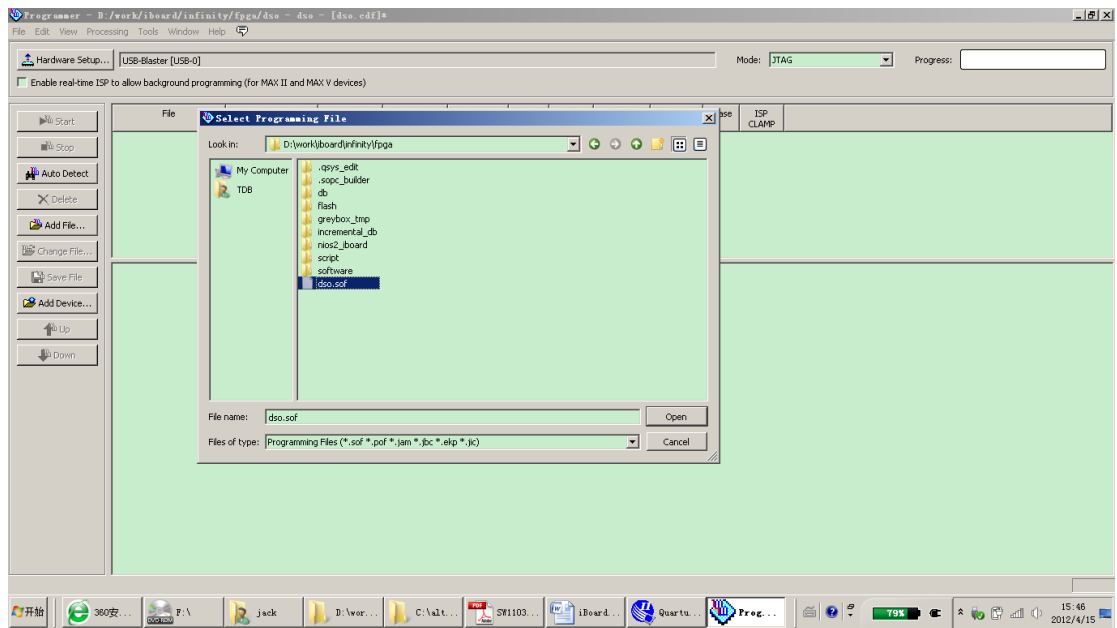 Programmer - D:/work/iboard/infinity/fpga/dso - dso - [dso.cdf]*
File Edit View Processing Tools Window Help
Hardware Setup... USB-Blaster [USB-0] Mode: JTAG Progress:
Enable real-time ISP to allow background programming (for MAX II and MAX V devices)
File ase ISP CLAMP
Start
Stop
Auto Detect
Delete
Add File...
Change File...
Save File
Add Device...
Up
Down
Select Programming File
Look in: D:\work\iboard\infinity\fpga
My Computer
TDB
.qsys_edit
.sopc_builder
db
flash
greybox_tmp
incremental_db
nios2_iboard
script
software
dso.sof
File name: dso.sof Open
Files of type: Programming Files (*.sof *.pof *.jam *.jbc *.ekp *.jic) Cancel
开始 360安... F:\ jack D:\wor... C:\alt... SW1103... iBoard... Quartu... Prog... 79% 15:46
2012/4/15